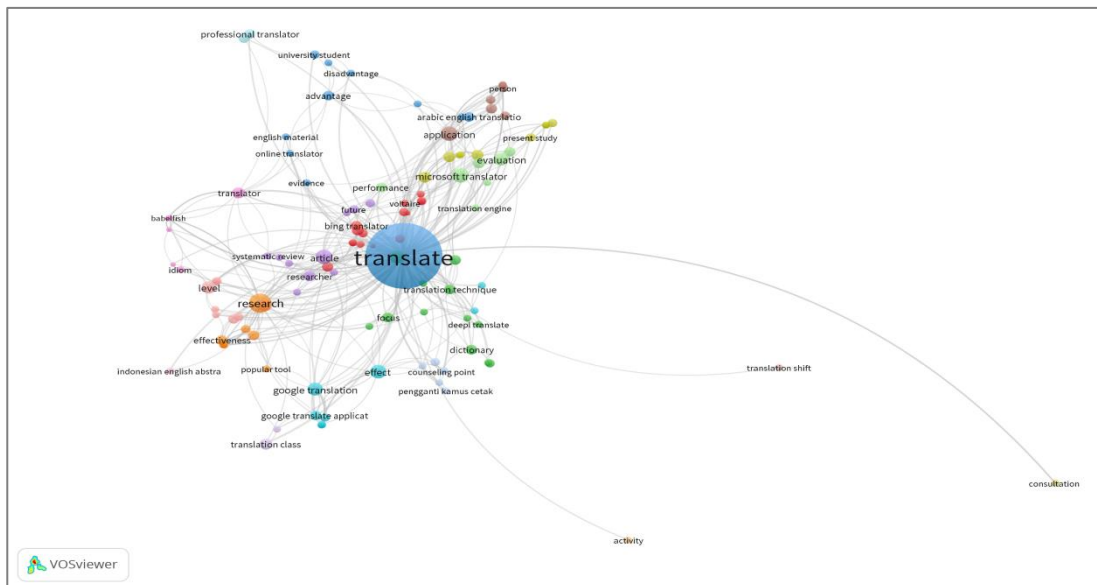 professional translator
university student
disadvantage
advantage
person
arabic english translatio
application
present study
english material
online translator
evaluation
microsoft translator
evidence
performance
translator
voltaire
translation engine
future
babelfish
bing translator
systematic review
article
translate
idiom
researcher
level
translation technique
research
focus
deepi translate
effectiveness
dictionary
indonesian english abstra
popular tool
effect
counseling point
translation shift
google translation
pengganti kamus cetak
google translate applicat
translation class
consultation
activity
VOSviewer